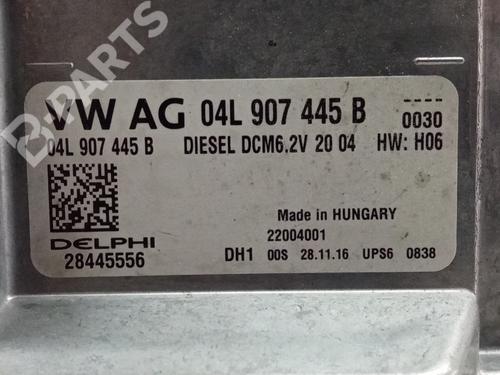 B-PARTS
VW AG 04L 907 445 B 0030
04L 907 445 B DIESEL DCM6.2V 20 04 HW: H06
Made in HUNGARY
DELPHI 22004001
28445556 DH1 00S 28.11.16 UPS6 0838